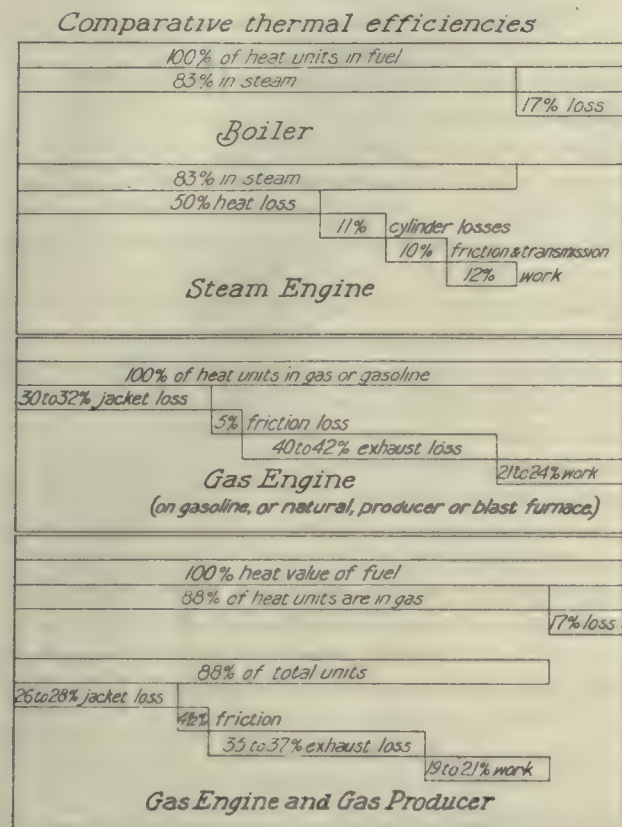 Comparative thermal efficiencies
100% of heat units in fuel
83% in steam
17% loss
Boiler
83% in steam
50% heat loss
11% cylinder losses
10% friction & transmission
12% work
Steam Engine
100% of heat units in gas or gasoline
30 to 32% jacket loss
5% friction loss
40 to 42% exhaust loss
21 to 24% work
Gas Engine
(on gasoline, or natural, producer or blast furnace.)
100% heat value of fuel
88% of heat units are in gas
17% loss
88% of total units
26 to 28% jacket loss
4½% friction
35 to 37% exhaust loss
19 to 21% work
Gas Engine and Gas Producer